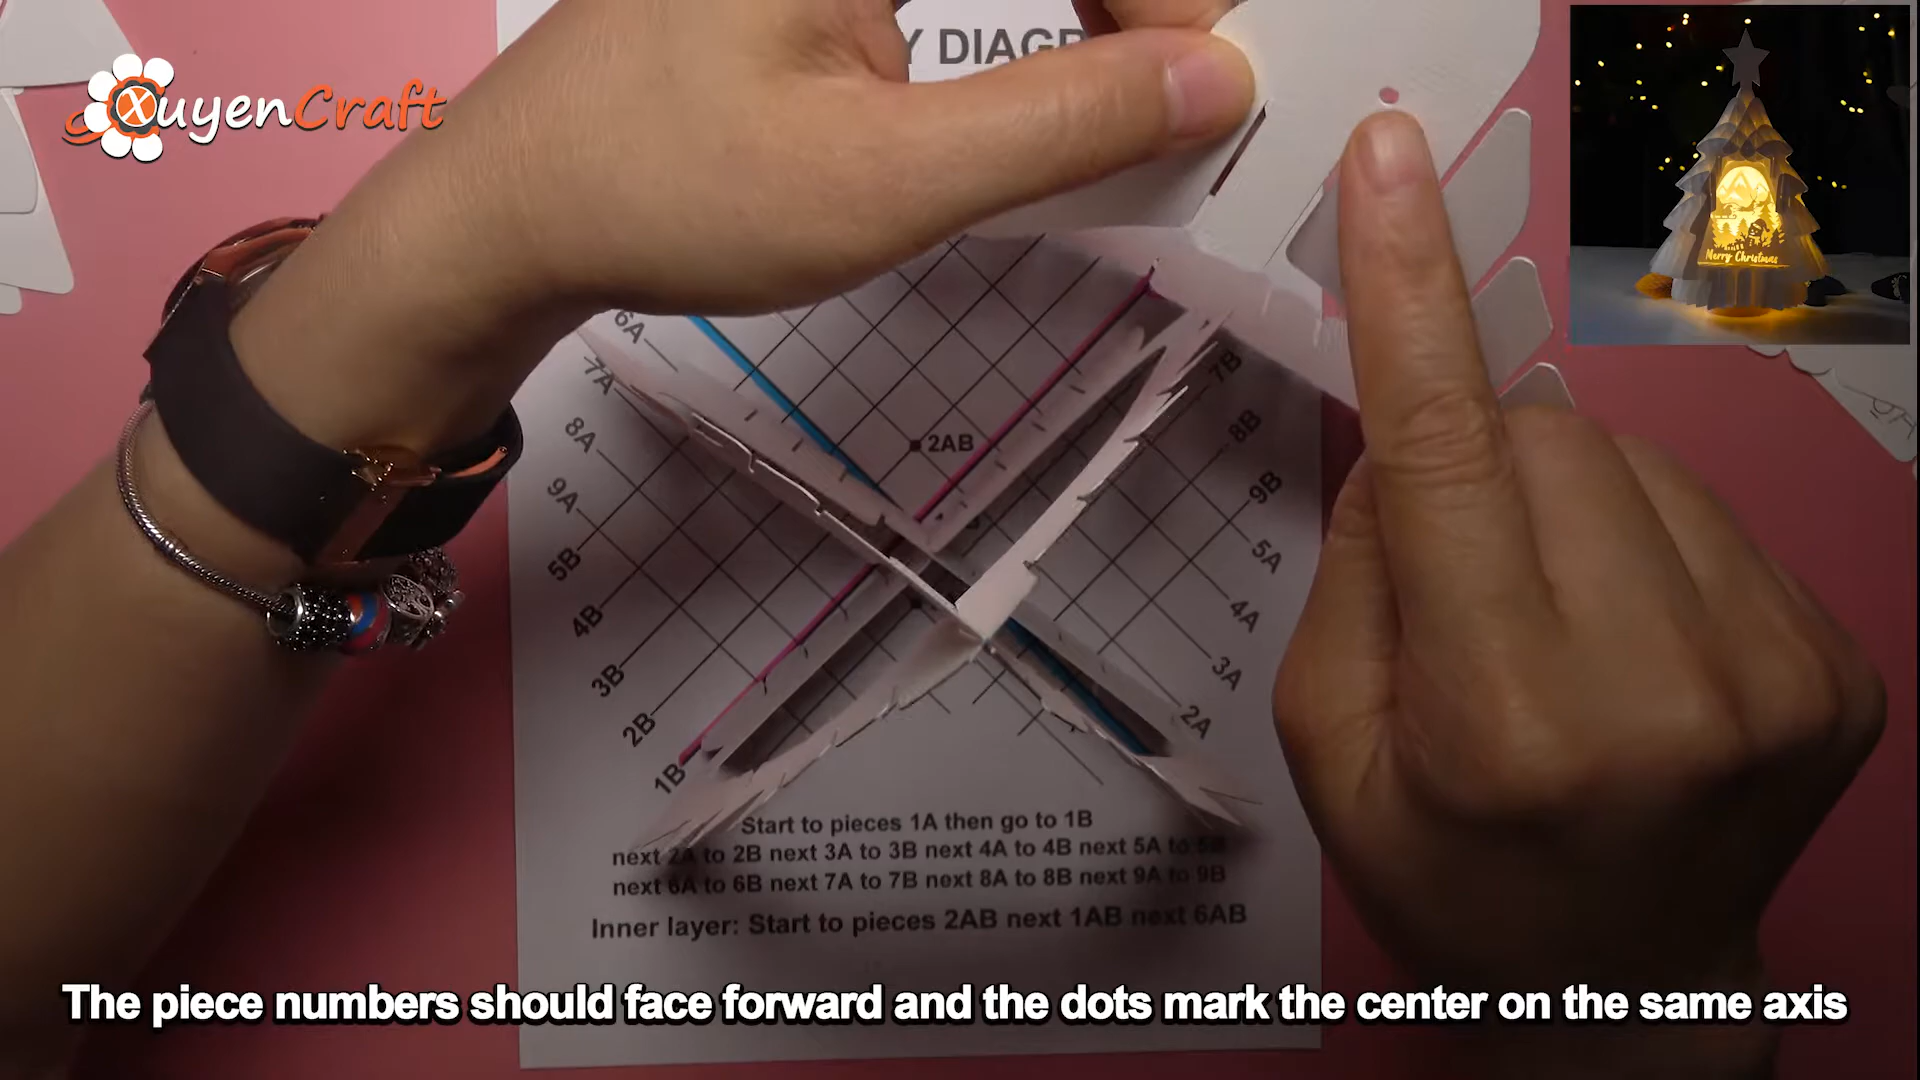 XuyenCraft
Y DIAGR
Merry Christmas
6A
7A
8A
9A
5B
4B
3B
2B
1B
2AB
7B
8B
9B
5A
4A
3A
2A
Start to pieces 1A then go to 1B
next 2A to 2B next 3A to 3B next 4A to 4B next 5A to 5B
next 6A to 6B next 7A to 7B next 8A to 8B next 9A to 9B
Inner layer: Start to pieces 2AB next 1AB next 6AB
The piece numbers should face forward and the dots mark the center on the same axis